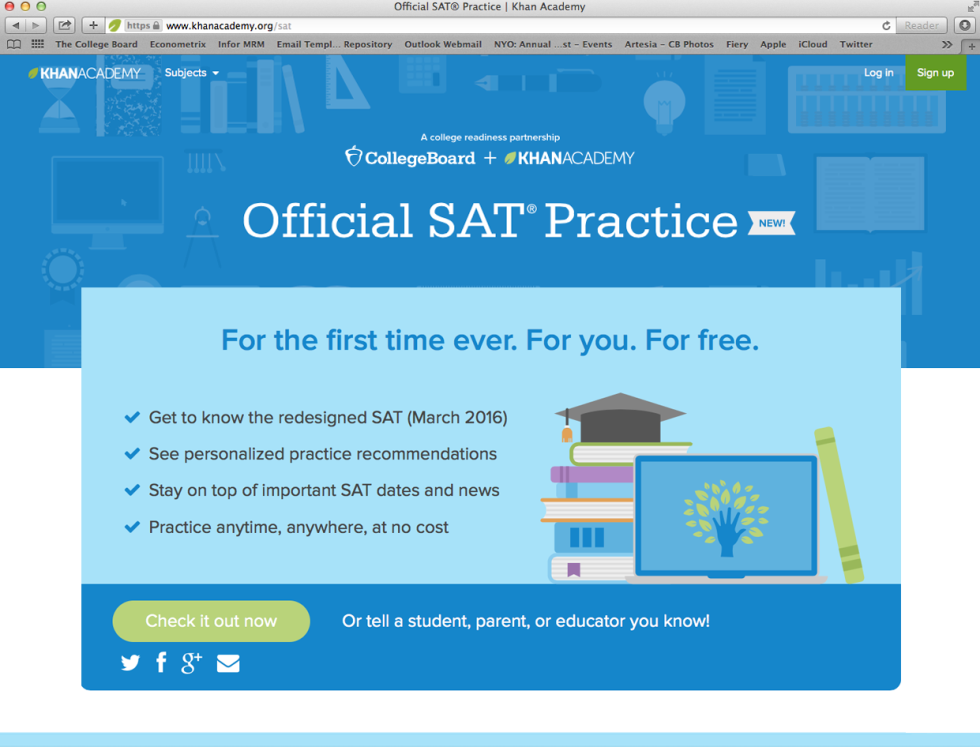 Official SAT® Practice | Khan Academy
https www.khanacademy.org/sat
Reader
The College Board Econometrix Infor MRM Email Templ... Repository Outlook Webmail NYO: Annual ...st – Events Artesia – CB Photos Fiery Apple iCloud Twitter
KHANACADEMY Subjects Log in Sign up
A college readiness partnership
CollegeBoard + KHANACADEMY
Official SAT® Practice NEW!
For the first time ever. For you. For free.
Get to know the redesigned SAT (March 2016)
See personalized practice recommendations
Stay on top of important SAT dates and news
Practice anytime, anywhere, at no cost
Check it out now Or tell a student, parent, or educator you know!